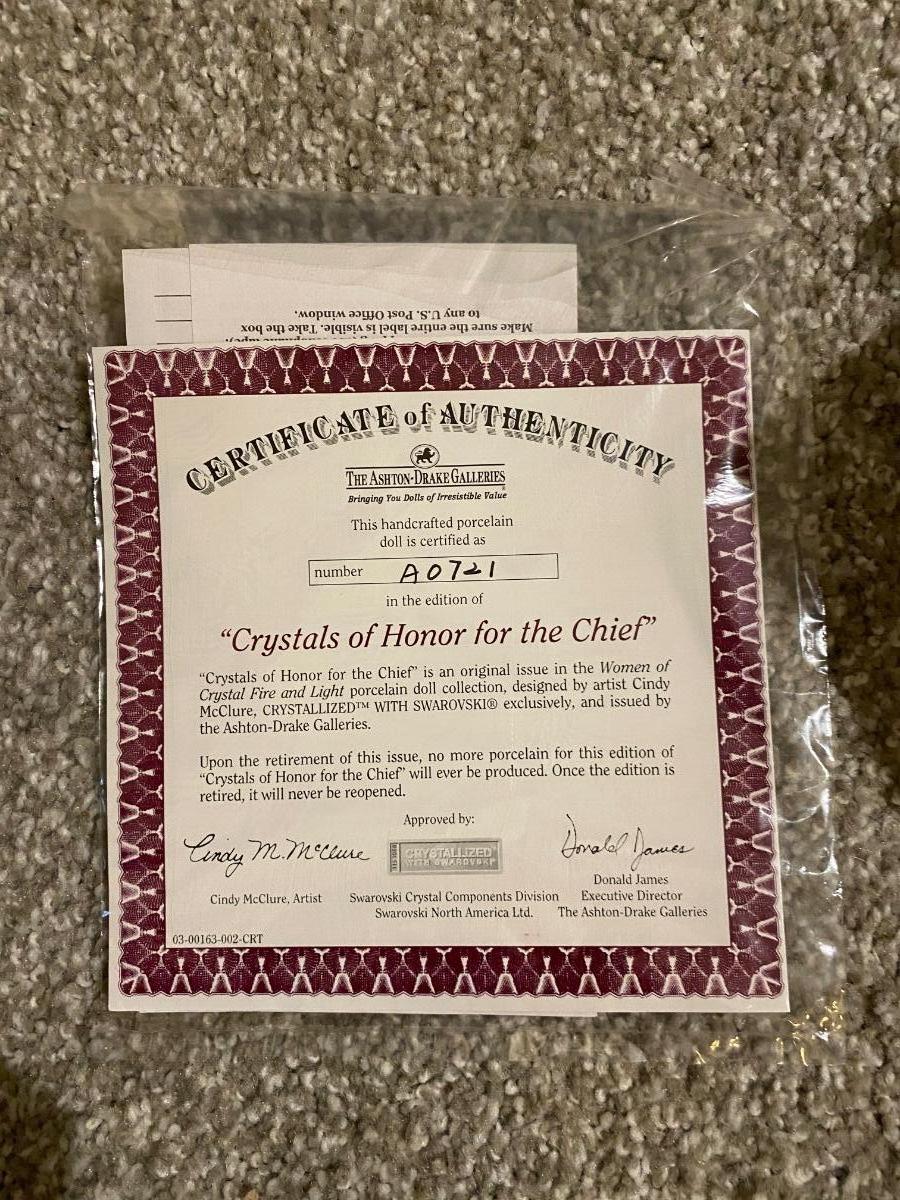 to any U.S. Post Office window.
Make sure the entire label is visible. Take the box
CERTIFICATE of AUTHENTICITY
THE ASHTON-DRAKE GALLERIES
Bringing You Dolls of Irresistible Value
This handcrafted porcelain
doll is certified as
number A0721
in the edition of
“Crystals of Honor for the Chief”
“Crystals of Honor for the Chief” is an original issue in the Women of
Crystal Fire and Light porcelain doll collection, designed by artist Cindy
McClure, CRYSTALLIZED™ WITH SWAROVSKI® exclusively, and issued by
the Ashton-Drake Galleries.
Upon the retirement of this issue, no more porcelain for this edition of
“Crystals of Honor for the Chief” will ever be produced. Once the edition is
retired, it will never be reopened.
Approved by:
Cindy M. McClure
CRYSTALLIZED™
WITH SWAROVSKI®
Donald James
Cindy McClure, Artist
Swarovski Crystal Components Division
Swarovski North America Ltd.
Donald James
Executive Director
The Ashton-Drake Galleries
03-00163-002-CRT